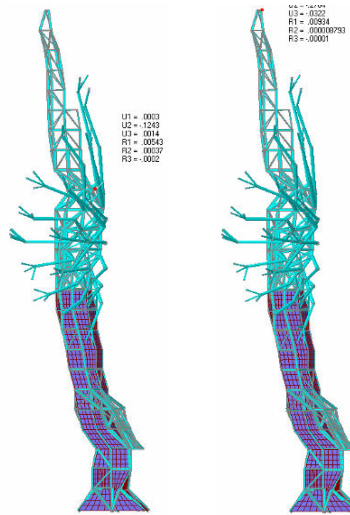 U1 = .0003
U2 = -.1243
U3 = .0014
R1 = .00543
R2 = .00037
R3 = -.0002
U3 = -.0322
R1 = .00934
R2 = .000008793
R3 = -.00001